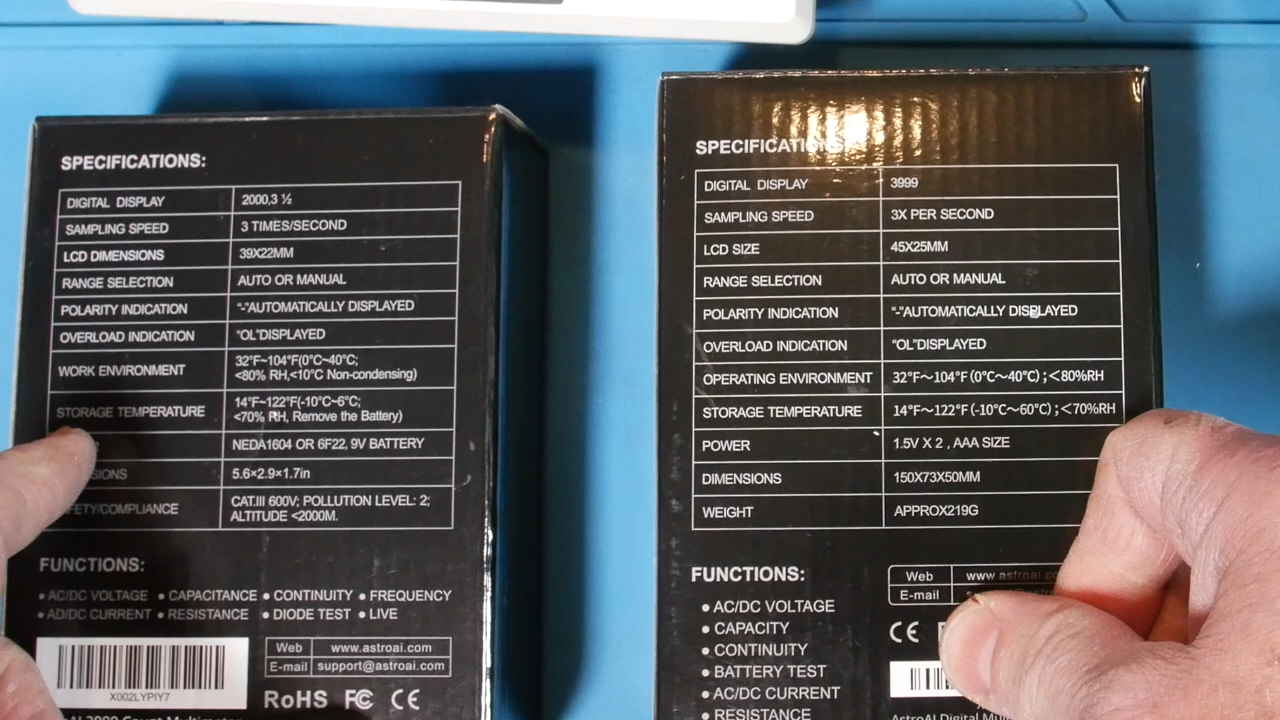 SPECIFICATIONS:
DIGITAL DISPLAY 2000,3 ½
SAMPLING SPEED 3 TIMES/SECOND
LCD DIMENSIONS 39X22MM
RANGE SELECTION AUTO OR MANUAL
POLARITY INDICATION “-”AUTOMATICALLY DISPLAYED
OVERLOAD INDICATION “OL”DISPLAYED
WORK ENVIRONMENT 32°F~104°F(0°C~40°C;
<80% RH,<10°C Non-condensing)
STORAGE TEMPERATURE 14°F~122°F(-10°C~6°C;
<70% RH, Remove the Battery)
NEDA1604 OR 6F22, 9V BATTERY
5.6×2.9×1.7in
CAT.III 600V; POLLUTION LEVEL: 2;
ALTITUDE <2000M.
FUNCTIONS:
● AC/DC VOLTAGE ● CAPACITANCE ● CONTINUITY ● FREQUENCY
● AD/DC CURRENT ● RESISTANCE ● DIODE TEST ● LIVE
Web www.astroai.com
E-mail support@astroai.com
X002LYPIY7
RoHS FC CE
Count Multimeter
SPECIFICATIONS:
DIGITAL DISPLAY 3999
SAMPLING SPEED 3X PER SECOND
LCD SIZE 45X25MM
RANGE SELECTION AUTO OR MANUAL
POLARITY INDICATION “-”AUTOMATICALLY DISPLAYED
OVERLOAD INDICATION “OL”DISPLAYED
OPERATING ENVIRONMENT 32°F～104°F (0°C～40°C) ;＜80%RH
STORAGE TEMPERATURE 14°F～122°F (-10°C～60°C) ;＜70%RH
POWER 1.5V X 2 , AAA SIZE
DIMENSIONS 150X73X50MM
WEIGHT APPROX219G
FUNCTIONS:
● AC/DC VOLTAGE
● CAPACITY
● CONTINUITY
● BATTERY TEST
● AC/DC CURRENT
● RESISTANCE
Web www.astroai.co
E-mail
CE
AstroAI Digital Mul